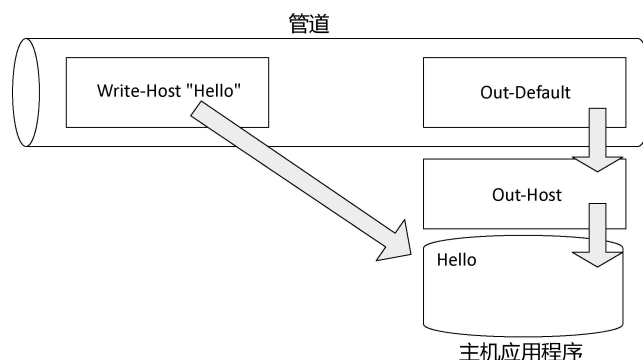 管道
Write-Host "Hello"
Out-Default
Out-Host
Hello
主机应用程序